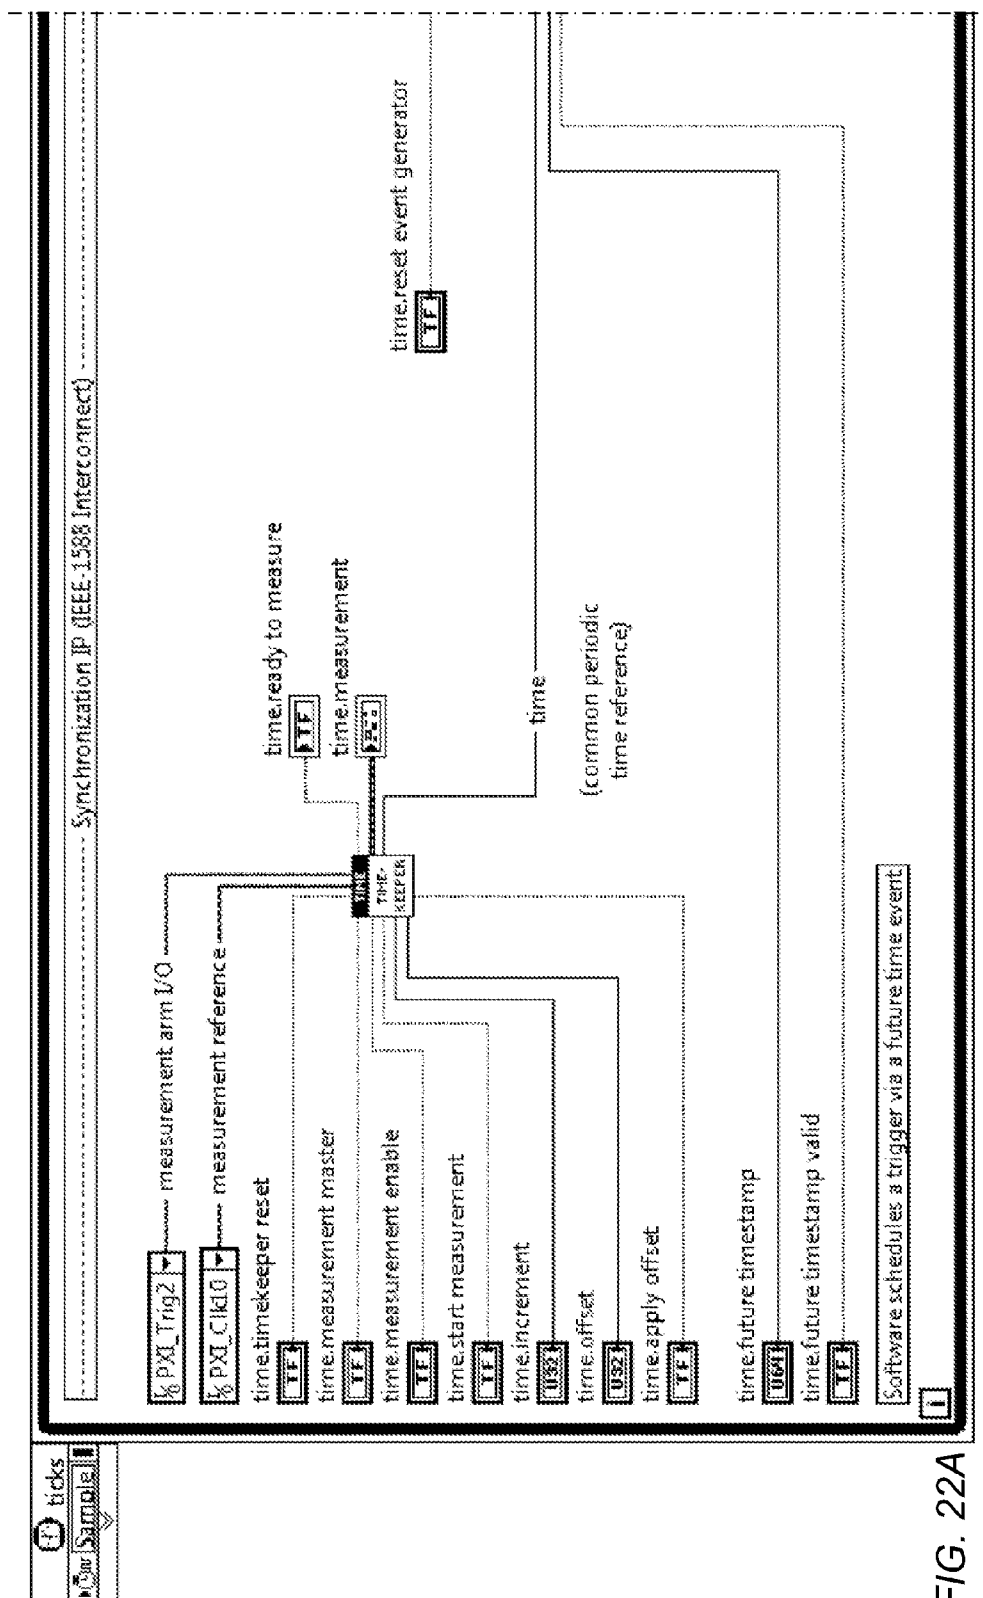 ticks
Sample
Synchronization IP (IEEE-1588 Interconnect)
PXI_Trig2
measurement arm I/O
PXI_Clk10
measurement reference
time.timekeeper reset
TF
time.measurement master
TF
time.measurement enable
TF
time.start measurement
TF
time.increment
U32
time.offset
U32
time.apply offset
TF
time.future timestamp
U64
time.future timestamp valid
TF
Software schedules a trigger via a future time event
i
TIME
TIME-
KEEPER
time.ready to measure
TF
time.measurement
time
(common periodic
time reference)
time.reset event generator
TF
FIG. 22A